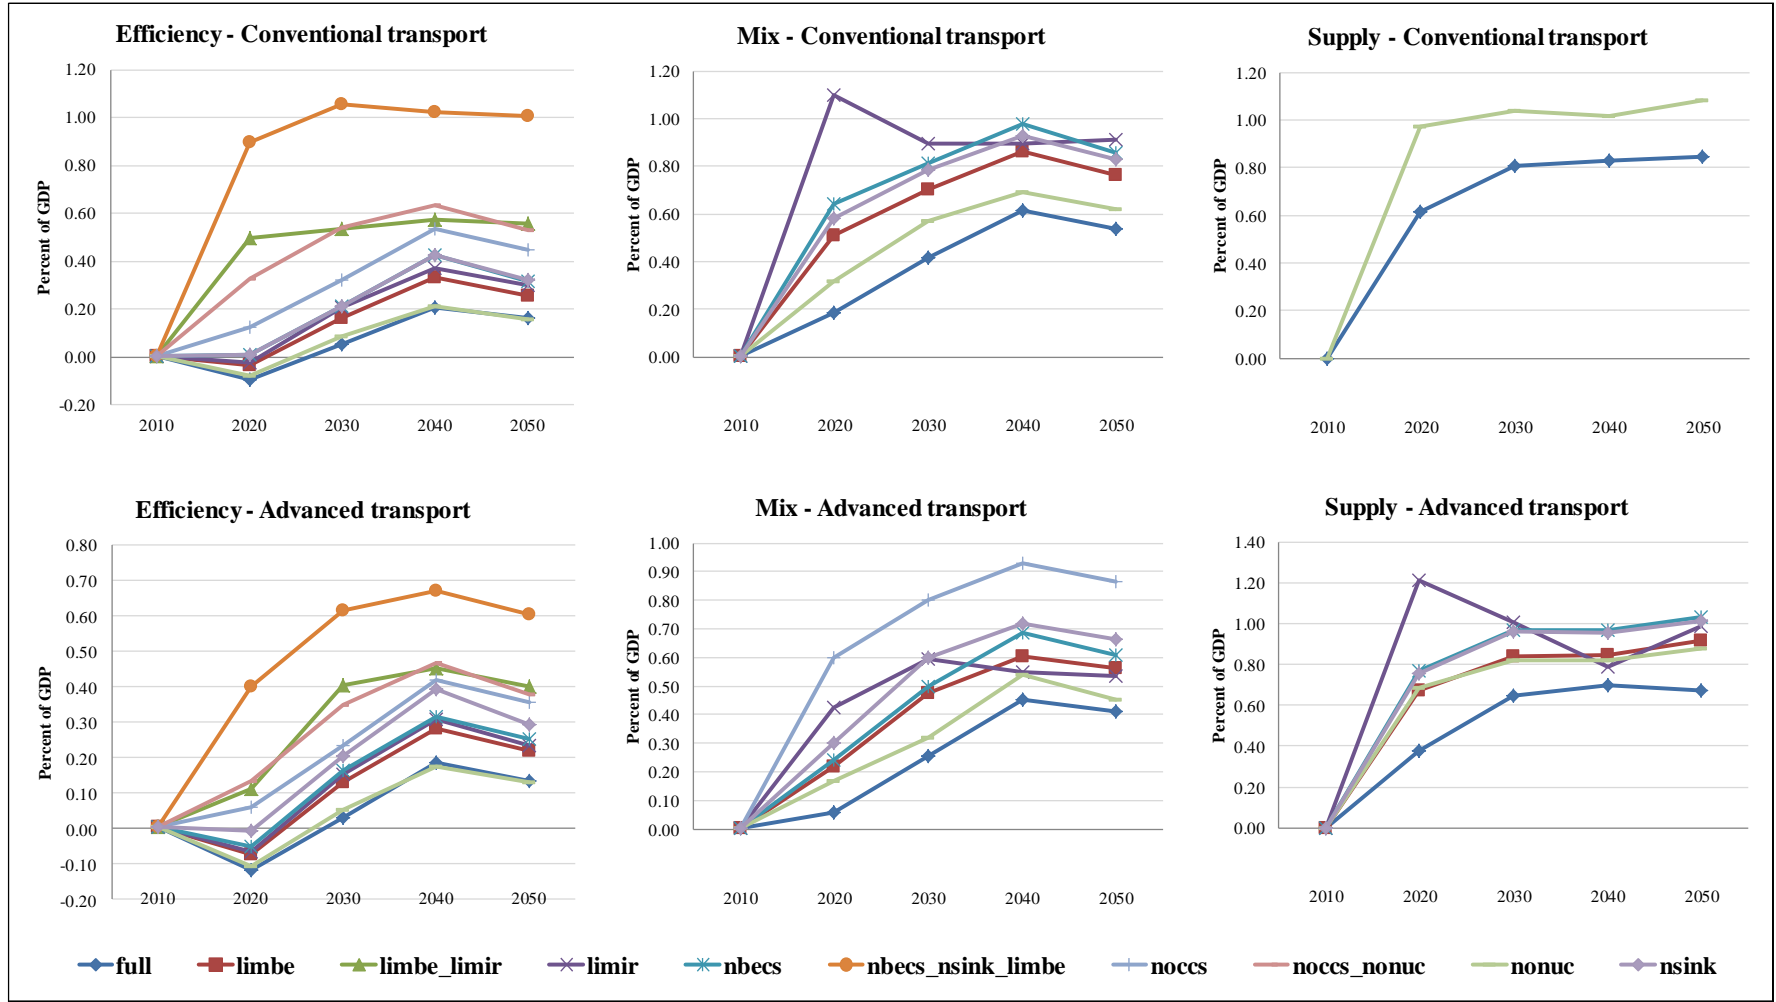 Efficiency - Conventional transport
Percent of GDP
1.20
1.00
0.80
0.60
0.40
0.20
0.00
-0.20
2010 2020 2030 2040 2050
Mix - Conventional transport
Percent of GDP
1.20
1.00
0.80
0.60
0.40
0.20
0.00
2010 2020 2030 2040 2050
Supply - Conventional transport
Percent of GDP
1.20
1.00
0.80
0.60
0.40
0.20
0.00
2010 2020 2030 2040 2050
Efficiency - Advanced transport
Percent of GDP
0.80
0.70
0.60
0.50
0.40
0.30
0.20
0.10
0.00
-0.10
-0.20
2010 2020 2030 2040 2050
Mix - Advanced transport
Percent of GDP
1.00
0.90
0.80
0.70
0.60
0.50
0.40
0.30
0.20
0.10
0.00
2010 2020 2030 2040 2050
Supply - Advanced transport
Percent of GDP
1.40
1.20
1.00
0.80
0.60
0.40
0.20
0.00
2010 2020 2030 2040 2050
full limbe limbe_limir limir nbecs nbecs_nsink_limbe noccs noccs_nonuc nonuc nsink